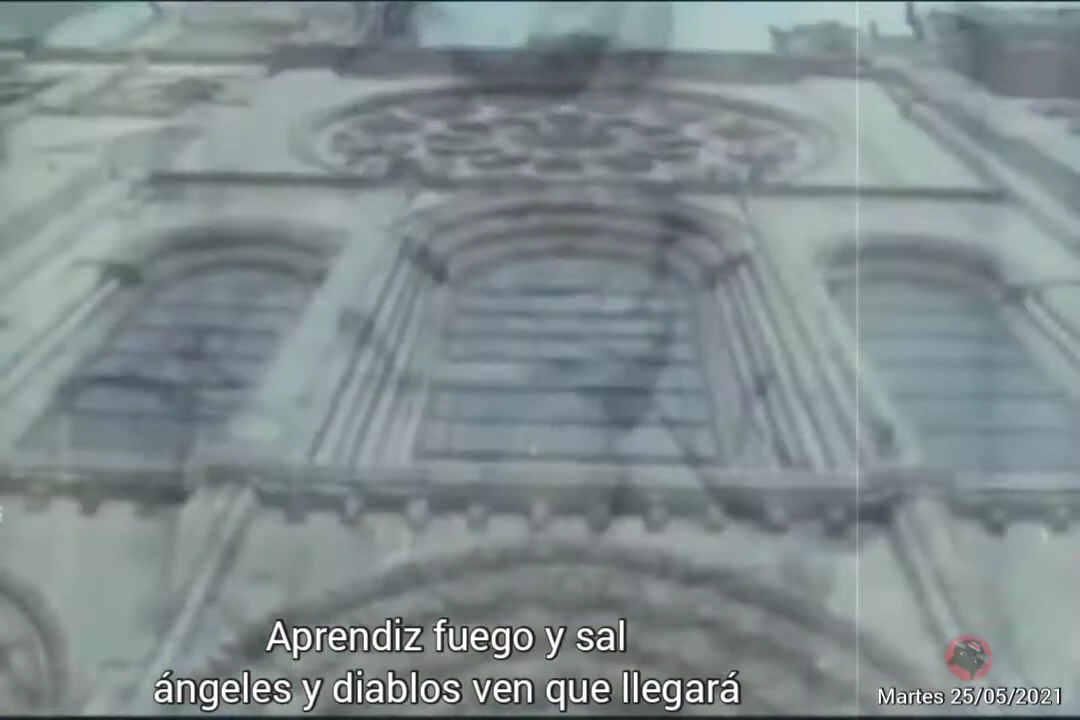 Aprendiz fuego y sal
ángeles y diablos ven que llegará
Martes 25/05/2021